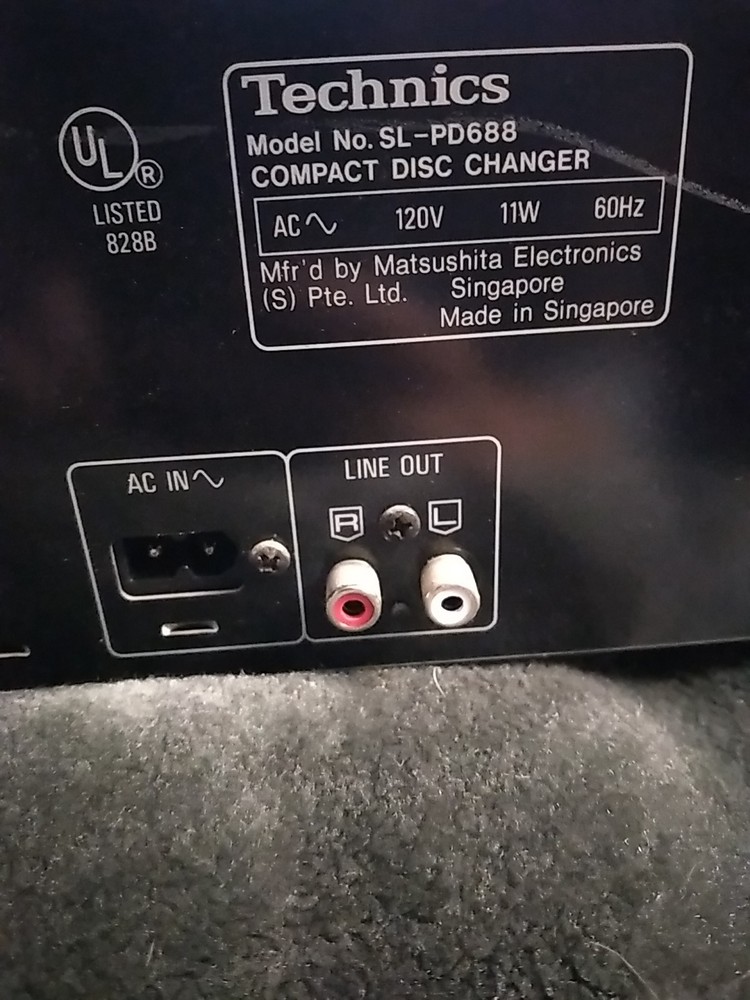 Technics
Model No. SL-PD688
COMPACT DISC CHANGER
AC 120V 11W 60Hz
Mfr'd by Matsushita Electronics
(S) Pte. Ltd. Singapore
Made in Singapore
UL ®
LISTED
828B
AC IN
LINE OUT
R L